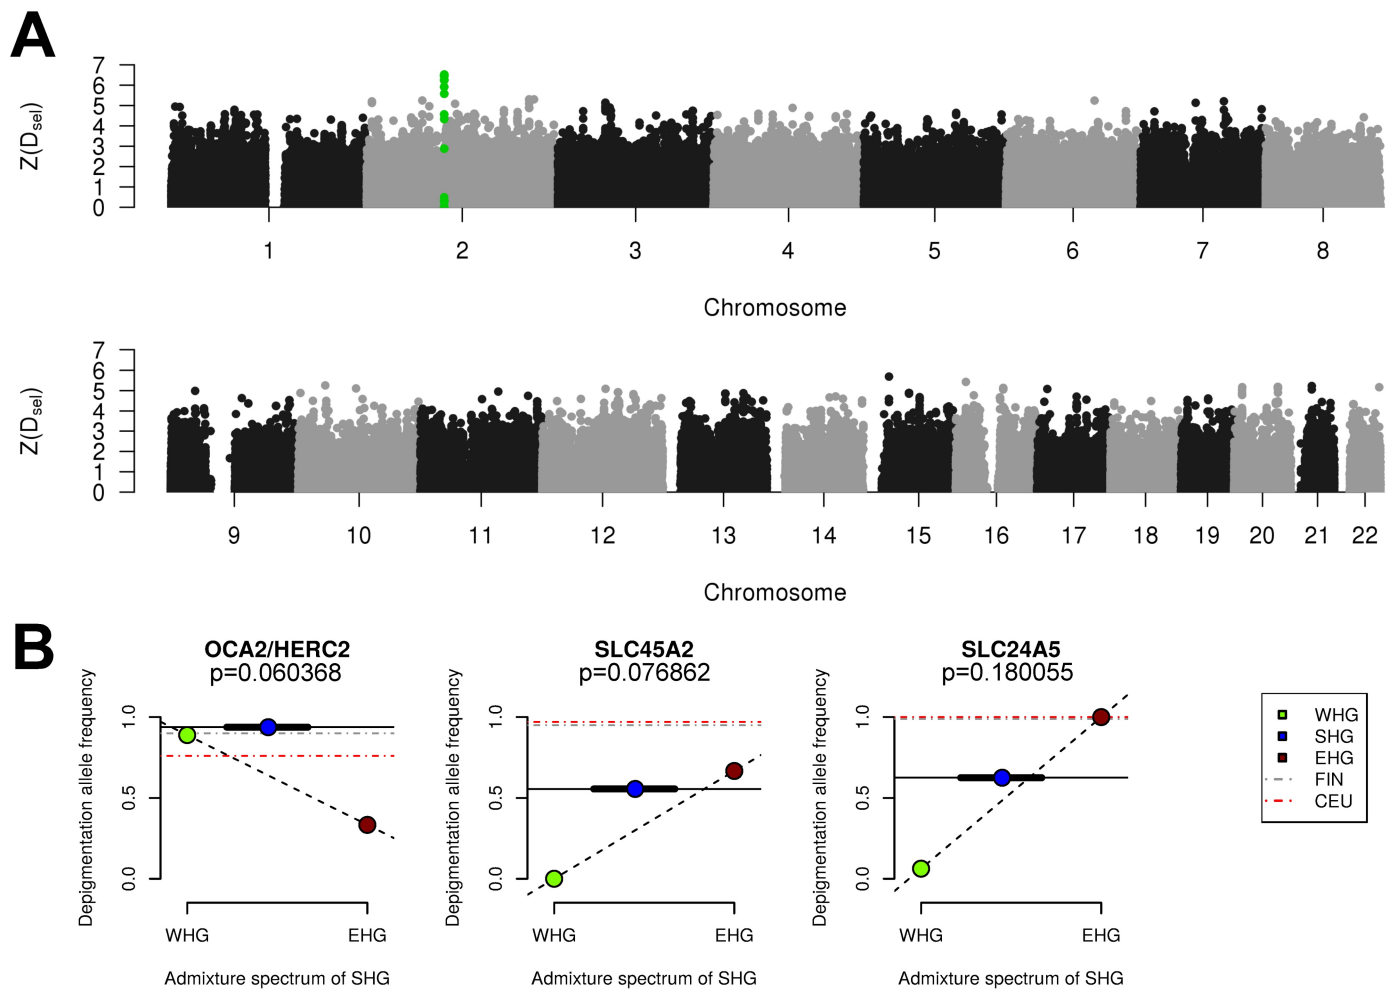 A
Z(Dsel)
7
6
5
4
3
2
1
0
1 2 3 4 5 6 7 8
Chromosome
Z(Dsel)
7
6
5
4
3
2
1
0
9 10 11 12 13 14 15 16 17 18 19 20 21 22
Chromosome
B
OCA2/HERC2
p=0.060368
Depigmentation allele frequency
1.0
0.5
0.0
WHG EHG
Admixture spectrum of SHG
SLC45A2
p=0.076862
Depigmentation allele frequency
1.0
0.5
0.0
WHG EHG
Admixture spectrum of SHG
SLC24A5
p=0.180055
Depigmentation allele frequency
1.0
0.5
0.0
WHG EHG
Admixture spectrum of SHG
WHG
SHG
EHG
FIN
CEU